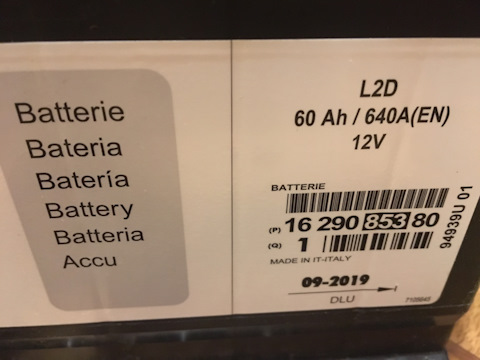 Batterie
Bateria
Batería
Battery
Batteria
Accu
L2D
60 Ah / 640A(EN)
12V
BATTERIE
(P) 16 290 853 80
(Q) 1
MADE IN IT-ITALY
94939U 01
09-2019
DLU